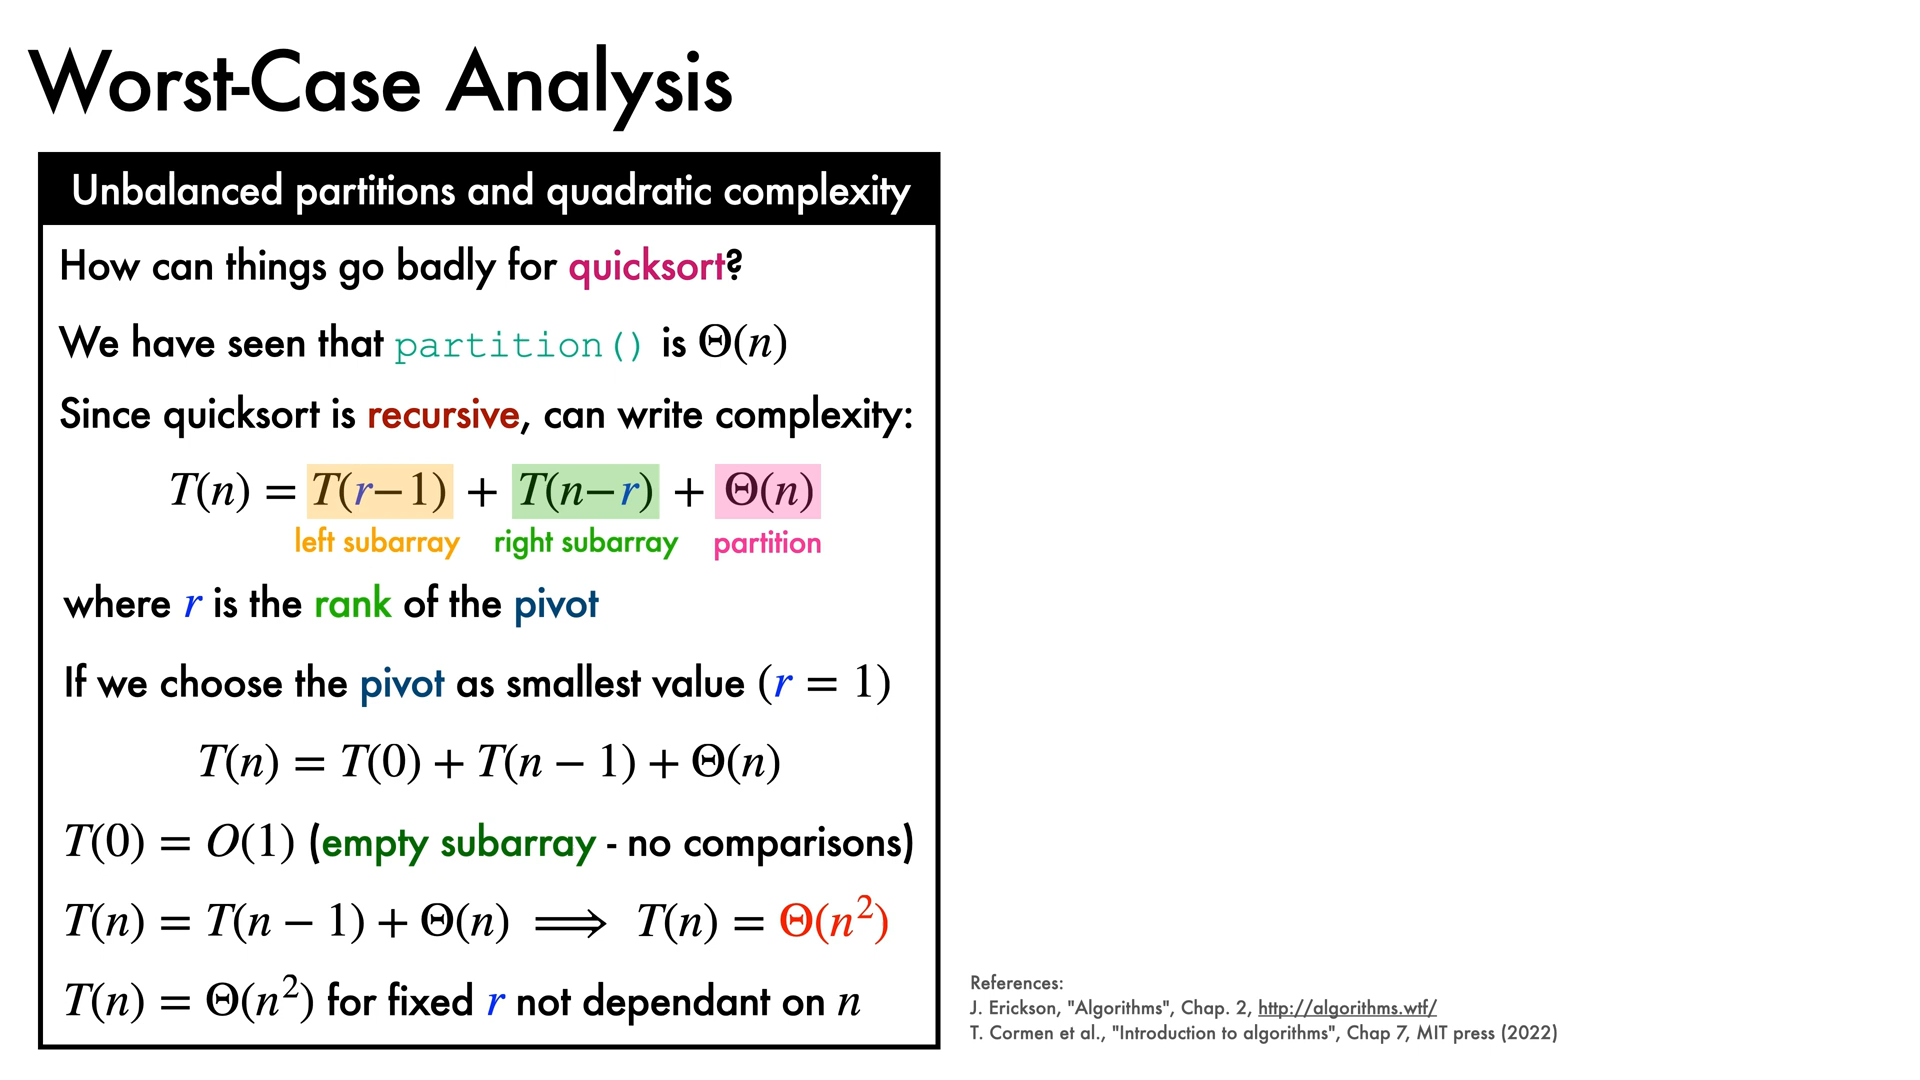 Worst-Case Analysis
Unbalanced partitions and quadratic complexity
How can things go badly for quicksort?
We have seen that partition() is Θ(n)
Since quicksort is recursive, can write complexity:
T(n) = T(r−1) + T(n−r) + Θ(n)
left subarray right subarray partition
where r is the rank of the pivot
If we choose the pivot as smallest value (r = 1)
T(n) = T(0) + T(n − 1) + Θ(n)
T(0) = O(1) (empty subarray - no comparisons)
T(n) = T(n − 1) + Θ(n) ⟹ T(n) = Θ(n²)
T(n) = Θ(n²) for fixed r not dependant on n
References:
J. Erickson, "Algorithms", Chap. 2, http://algorithms.wtf/
T. Cormen et al., "Introduction to algorithms", Chap 7, MIT press (2022)